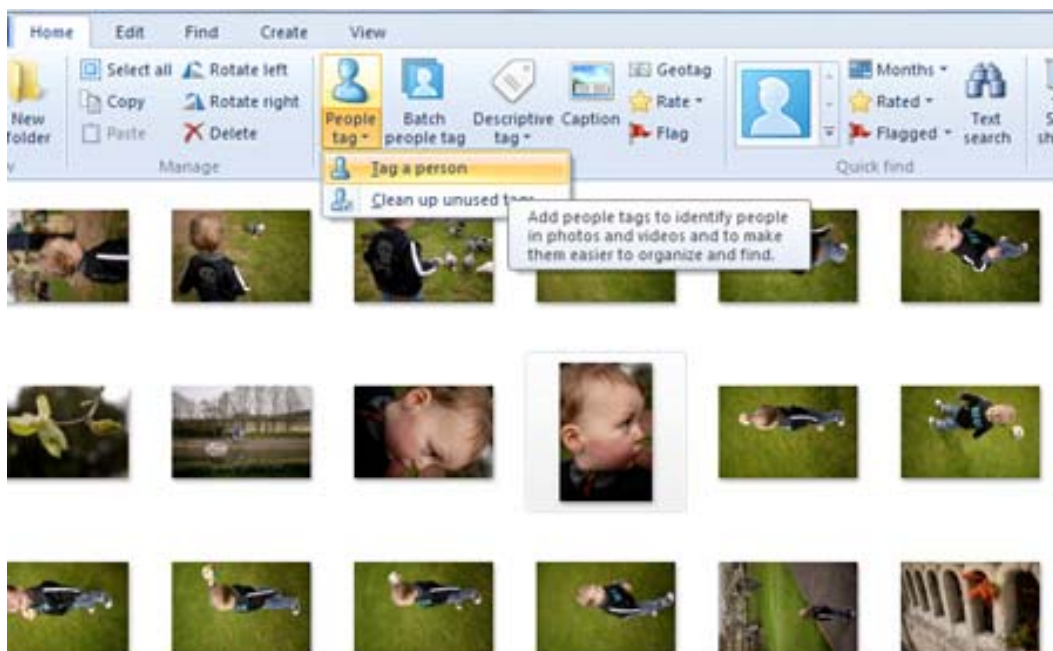 Home Edit Find Create View
Select all Rotate left
Copy Rotate right
Paste Delete
New folder
Manage
People tag
Batch people tag
Descriptive tag
Caption
Geotag
Rate
Flag
Months
Rated
Flagged
Text search
Quick find
Tag a person
Clean up unused
Add people tags to identify people
in photos and videos and to make
them easier to organize and find.